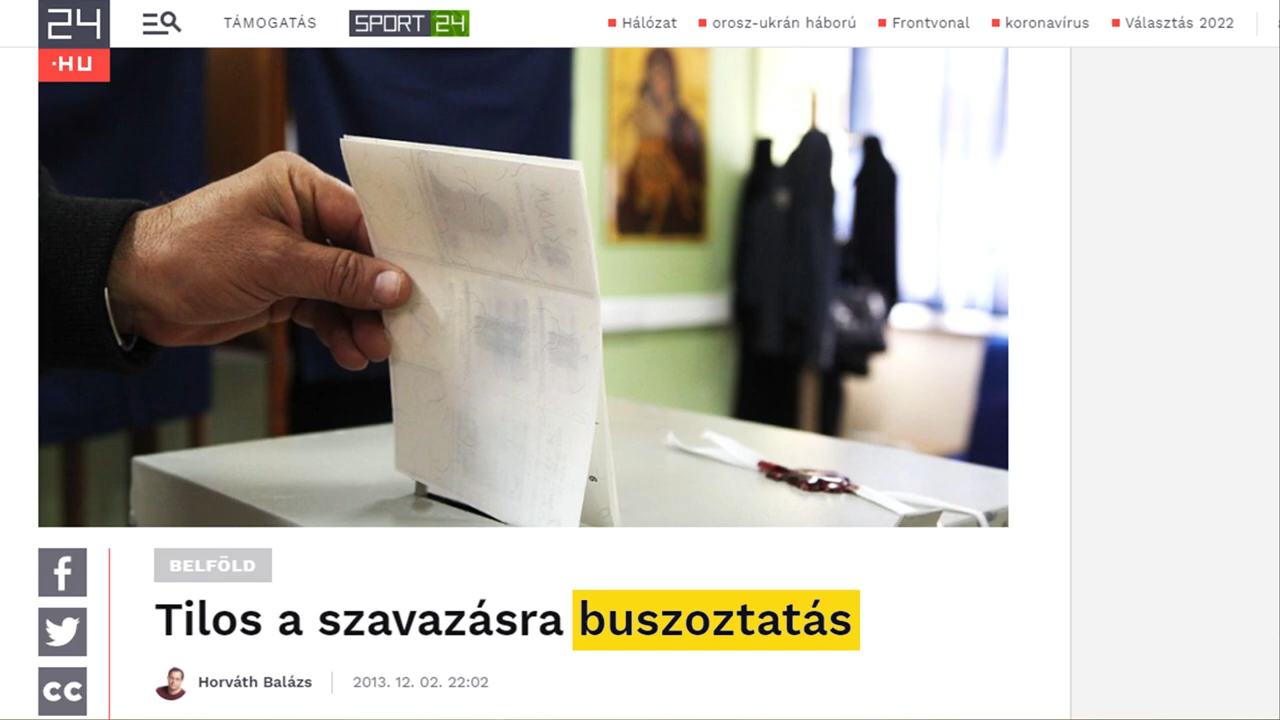 24
.HU
TÁMOGATÁS
SPORT 24
Hálózat
orosz-ukrán háború
Frontvonal
koronavírus
Választás 2022
BELFÖLD
Tilos a szavazásra buszoztatás
Horváth Balázs
2013. 12. 02. 22:02
f
CC